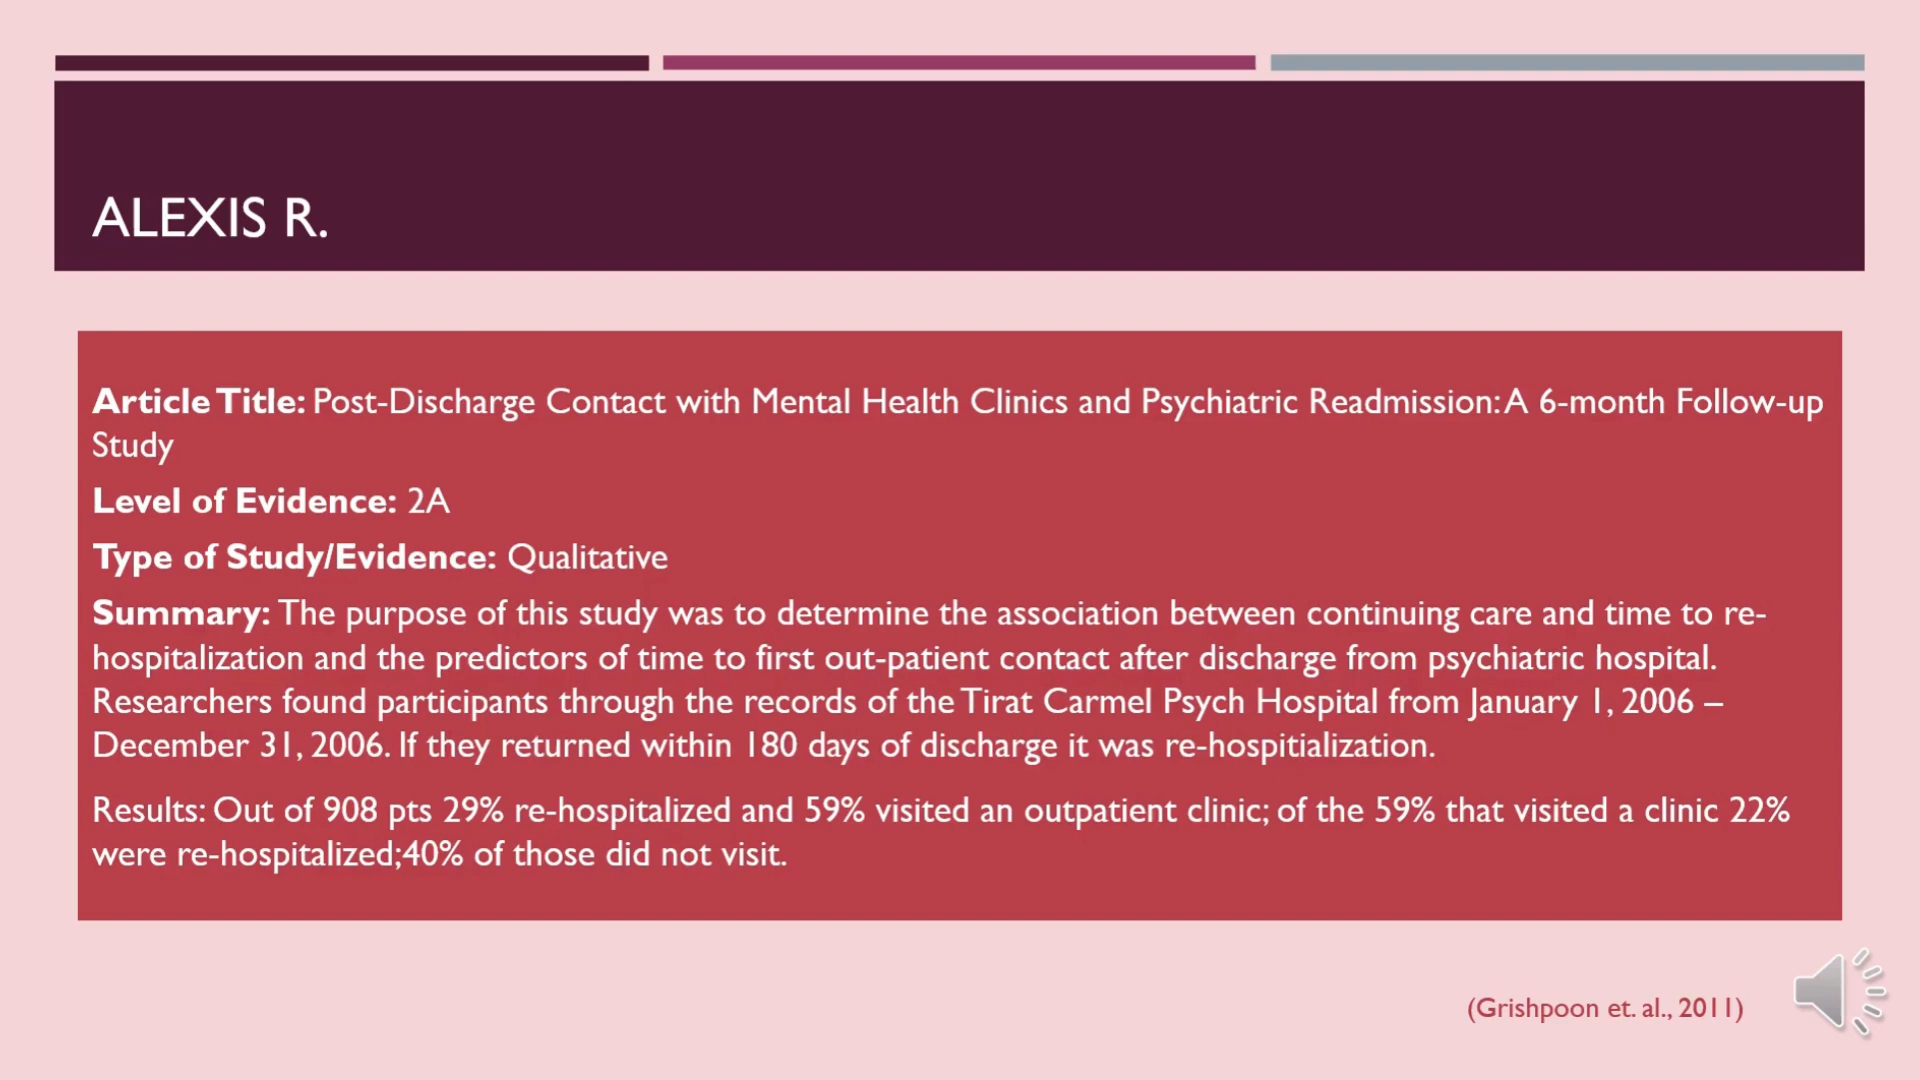 ALEXIS R.
Article Title: Post-Discharge Contact with Mental Health Clinics and Psychiatric Readmission: A 6-month Follow-up
Study
Level of Evidence: 2A
Type of Study/Evidence: Qualitative
Summary: The purpose of this study was to determine the association between continuing care and time to re-
hospitalization and the predictors of time to first out-patient contact after discharge from psychiatric hospital.
Researchers found participants through the records of the Tirat Carmel Psych Hospital from January 1, 2006 –
December 31, 2006. If they returned within 180 days of discharge it was re-hospitialization.
Results: Out of 908 pts 29% re-hospitalized and 59% visited an outpatient clinic; of the 59% that visited a clinic 22%
were re-hospitalized;40% of those did not visit.
(Grishpoon et. al., 2011)